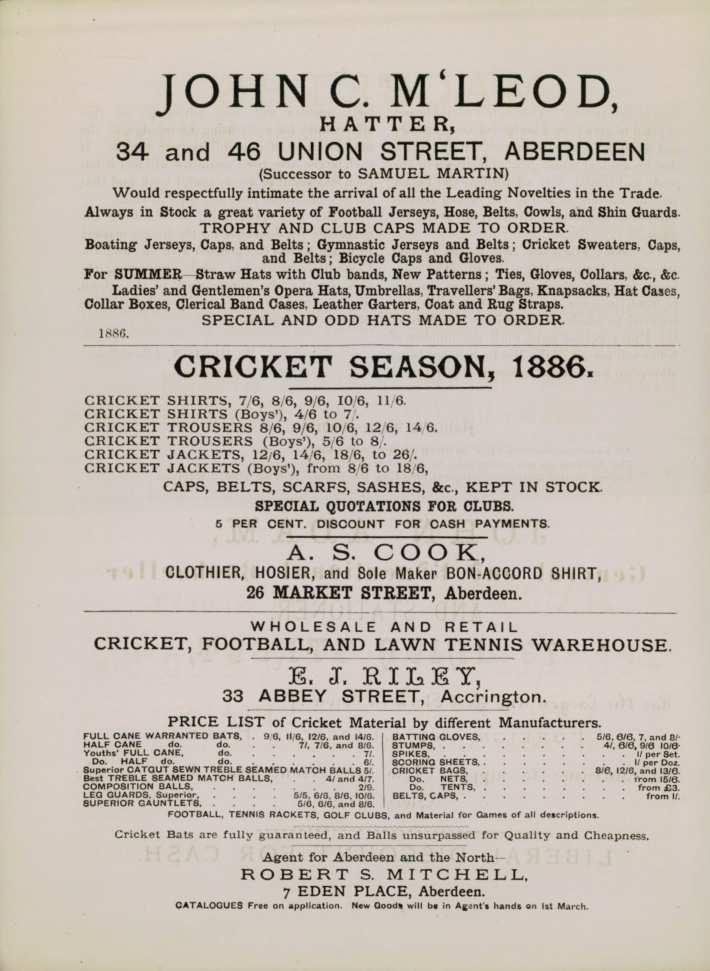 JOHN C. M‘LEOD,
HATTER,
34 and 46 UNION STREET, ABERDEEN
(Successor to SAMUEL MARTIN)
Would respectfully intimate the arrival of all the Leading Novelties in the Trade.
Always in Stock a great variety of Football Jerseys, Hose, Belts, Cowls, and Shin Guards.
TROPHY AND CLUB CAPS MADE TO ORDER.
Boating Jerseys, Caps, and Belts; Gymnastic Jerseys and Belts; Cricket Sweaters, Caps,
and Belts; Bicycle Caps and Gloves.
For SUMMER—Straw Hats with Club bands, New Patterns; Ties, Gloves, Collars, &c., &c.
Ladies' and Gentlemen's Opera Hats, Umbrellas, Travellers' Bags, Knapsacks, Hat Cases,
Collar Boxes, Clerical Band Cases, Leather Garters, Coat and Rug Straps.
SPECIAL AND ODD HATS MADE TO ORDER.
1886.
CRICKET SEASON, 1886.
CRICKET SHIRTS, 7/6, 8/6, 9/6, 10/6, 11/6.
CRICKET SHIRTS (Boys'), 4/6 to 7/.
CRICKET TROUSERS 8/6, 9/6, 10/6, 12/6, 14/6.
CRICKET TROUSERS (Boys'), 5/6 to 8/.
CRICKET JACKETS, 12/6, 14/6, 18/6, to 26/.
CRICKET JACKETS (Boys'), from 8/6 to 18/6,
CAPS, BELTS, SCARFS, SASHES, &c., KEPT IN STOCK.
SPECIAL QUOTATIONS FOR CLUBS.
5 PER CENT. DISCOUNT FOR CASH PAYMENTS.
A. S. COOK,
CLOTHIER, HOSIER, and Sole Maker BON-ACCORD SHIRT,
26 MARKET STREET, Aberdeen.
WHOLESALE AND RETAIL
CRICKET, FOOTBALL, AND LAWN TENNIS WAREHOUSE.
E. J. RILEY,
33 ABBEY STREET, Accrington.
PRICE LIST of Cricket Material by different Manufacturers.
FULL CANE WARRANTED BATS, . 9/6, 11/6, 12/6, and 14/6.
HALF CANE do. do. . . 7/, 7/6, and 8/6.
Youths' FULL CANE, do. . . . . 7/.
Do. HALF do. do. . . . . 6/.
Superior CATGUT SEWN TREBLE SEAMED MATCH BALLS 5/.
Best TREBLE SEAMED MATCH BALLS, . . . 4/ and 4/7.
COMPOSITION BALLS, . . . . . . 2/9.
LEG GUARDS, Superior, . . . 5/5, 6/6, 8/6, 10/6.
SUPERIOR GAUNTLETS, . . . . 5/6, 6/6, and 8/6.
BATTING GLOVES, . . . . 5/6, 6/6, 7, and 8/-
STUMPS, . . . . . . 4/, 6/6, 9/6 10/6-
SPIKES, . . . . . . . 1/ per Set.
SCORING SHEETS, . . . . . . 1/ per Doz.
CRICKET BAGS, . . . . 8/6, 12/6, and 13/6.
Do. NETS, . . . . . . from 15/6.
Do. TENTS, . . . . . . from £3.
BELTS, CAPS, . . . . . . . from 1/.
FOOTBALL, TENNIS RACKETS, GOLF CLUBS, and Material for Games of all descriptions.
Cricket Bats are fully guaranteed, and Balls unsurpassed for Quality and Cheapness.
Agent for Aberdeen and the North—
ROBERT S. MITCHELL,
7 EDEN PLACE, Aberdeen.
CATALOGUES Free on application. New Goods will be in Agent's hands on 1st March.